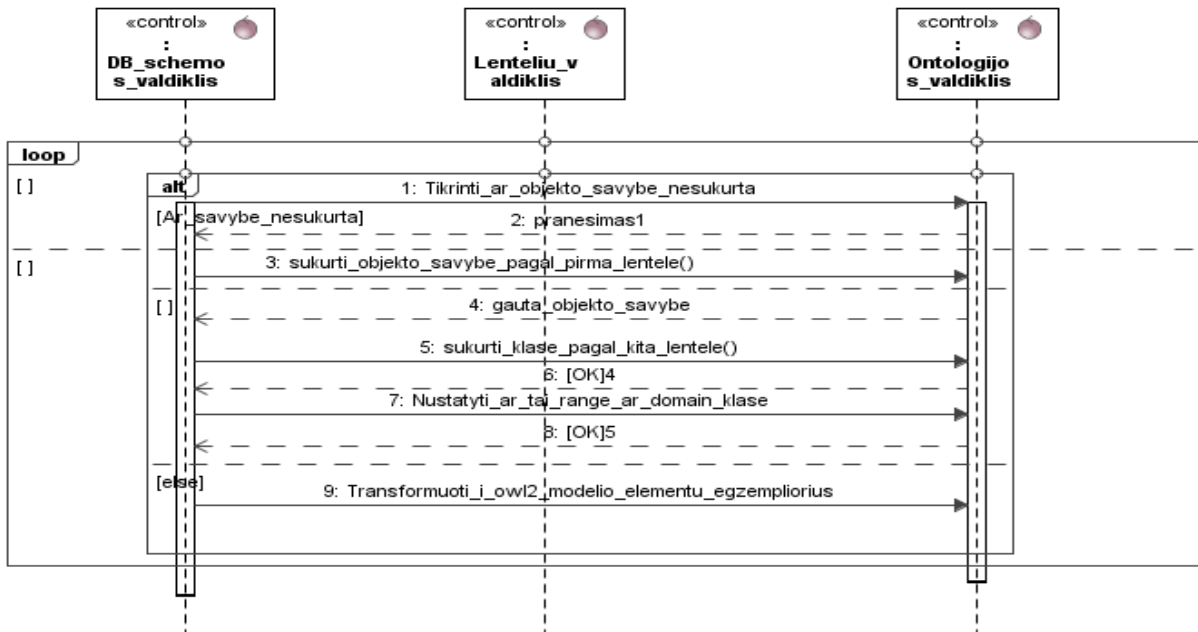 «control»
:
DB_schemo
s_valdiklis
«control»
:
Lenteliu_v
aldiklis
«control»
:
Ontologijo
s_valdiklis
loop
[ ]
alt
1: Tikrinti_ar_objekto_savybe_nesukurta
[Ar_savybe_nesukurta]
2: pranesimas1
[ ]
3: sukurti_objekto_savybe_pagal_pirma_lentele()
[ ]
4: gauta_objekto_savybe
5: sukurti_klase_pagal_kita_lentele()
6: [OK]4
7: Nustatyti_ar_tai_range_ar_domain_klase
8: [OK]5
[else]
9: Transformuoti_i_owl2_modelio_elementu_egzempliorius